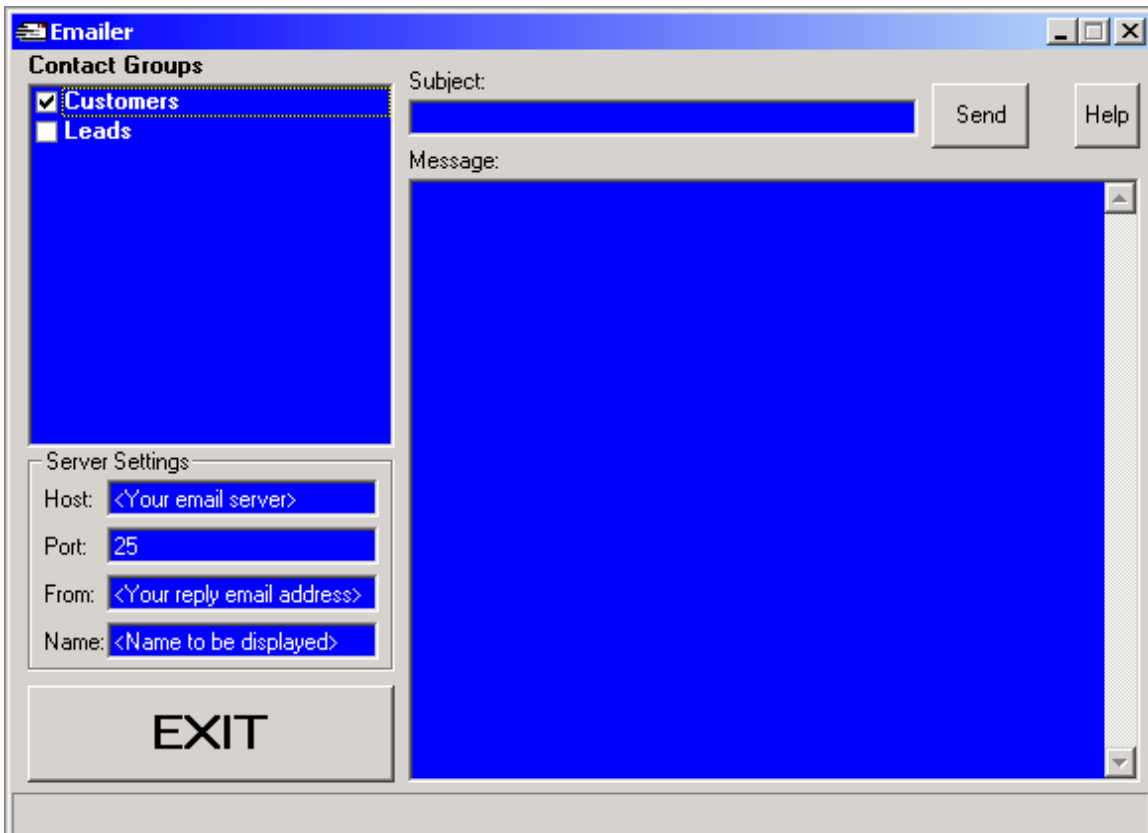 Emailer
Contact Groups
Customers
Leads
Subject:
Send
Help
Message:
Server Settings
Host: <Your email server>
Port: 25
From: <Your reply email address>
Name: <Name to be displayed>
EXIT